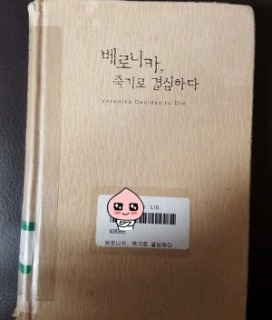 베로니카,
죽기로 결심하다
Veronika Decides to Die
Lib.
베로니카, 죽기로 결심하다